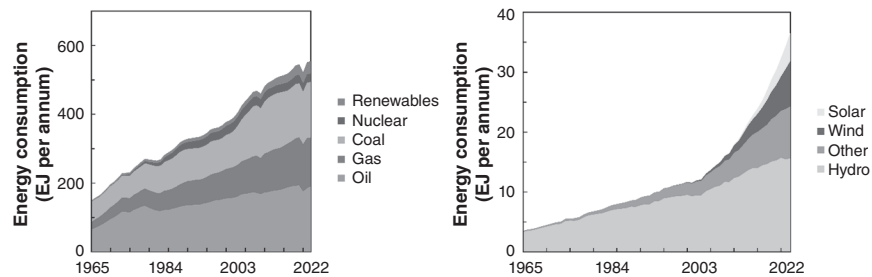 Energy consumption
(EJ per annum)
600
400
200
0
1965
1984
2003
2022
Renewables
Nuclear
Coal
Gas
Oil
Energy consumption
(EJ per annum)
40
30
20
10
0
1965
1984
2003
2022
Solar
Wind
Other
Hydro